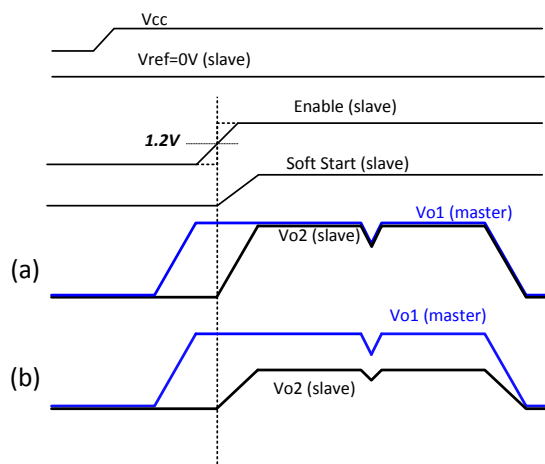 Vcc
Vref=0V (slave)
Enable (slave)
1.2V
Soft Start (slave)
Vo1 (master)
Vo2 (slave)
(a)
Vo1 (master)
(b)
Vo2 (slave)